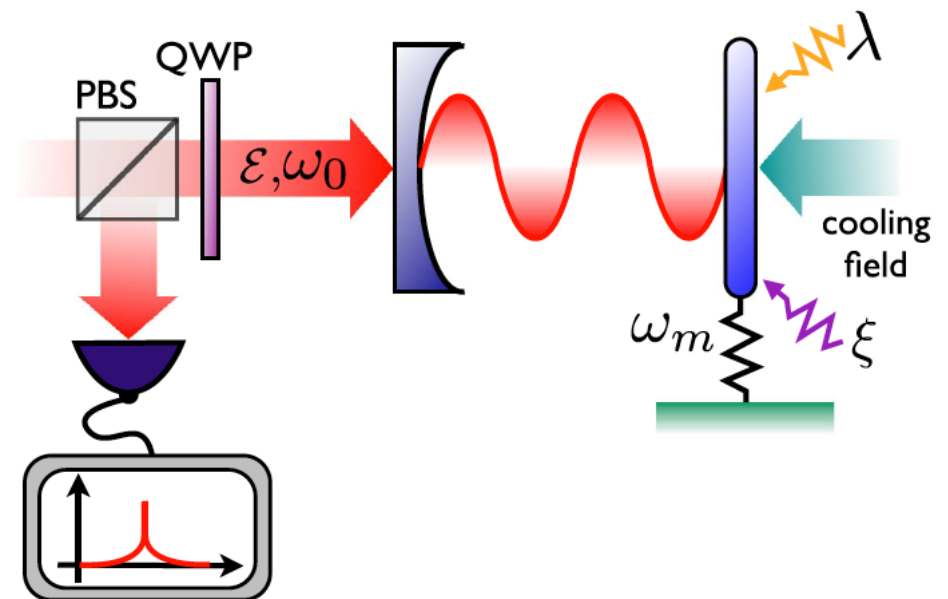 QWP
PBS
λ
ℰ,ω₀
cooling
field
ωₘ
ξ